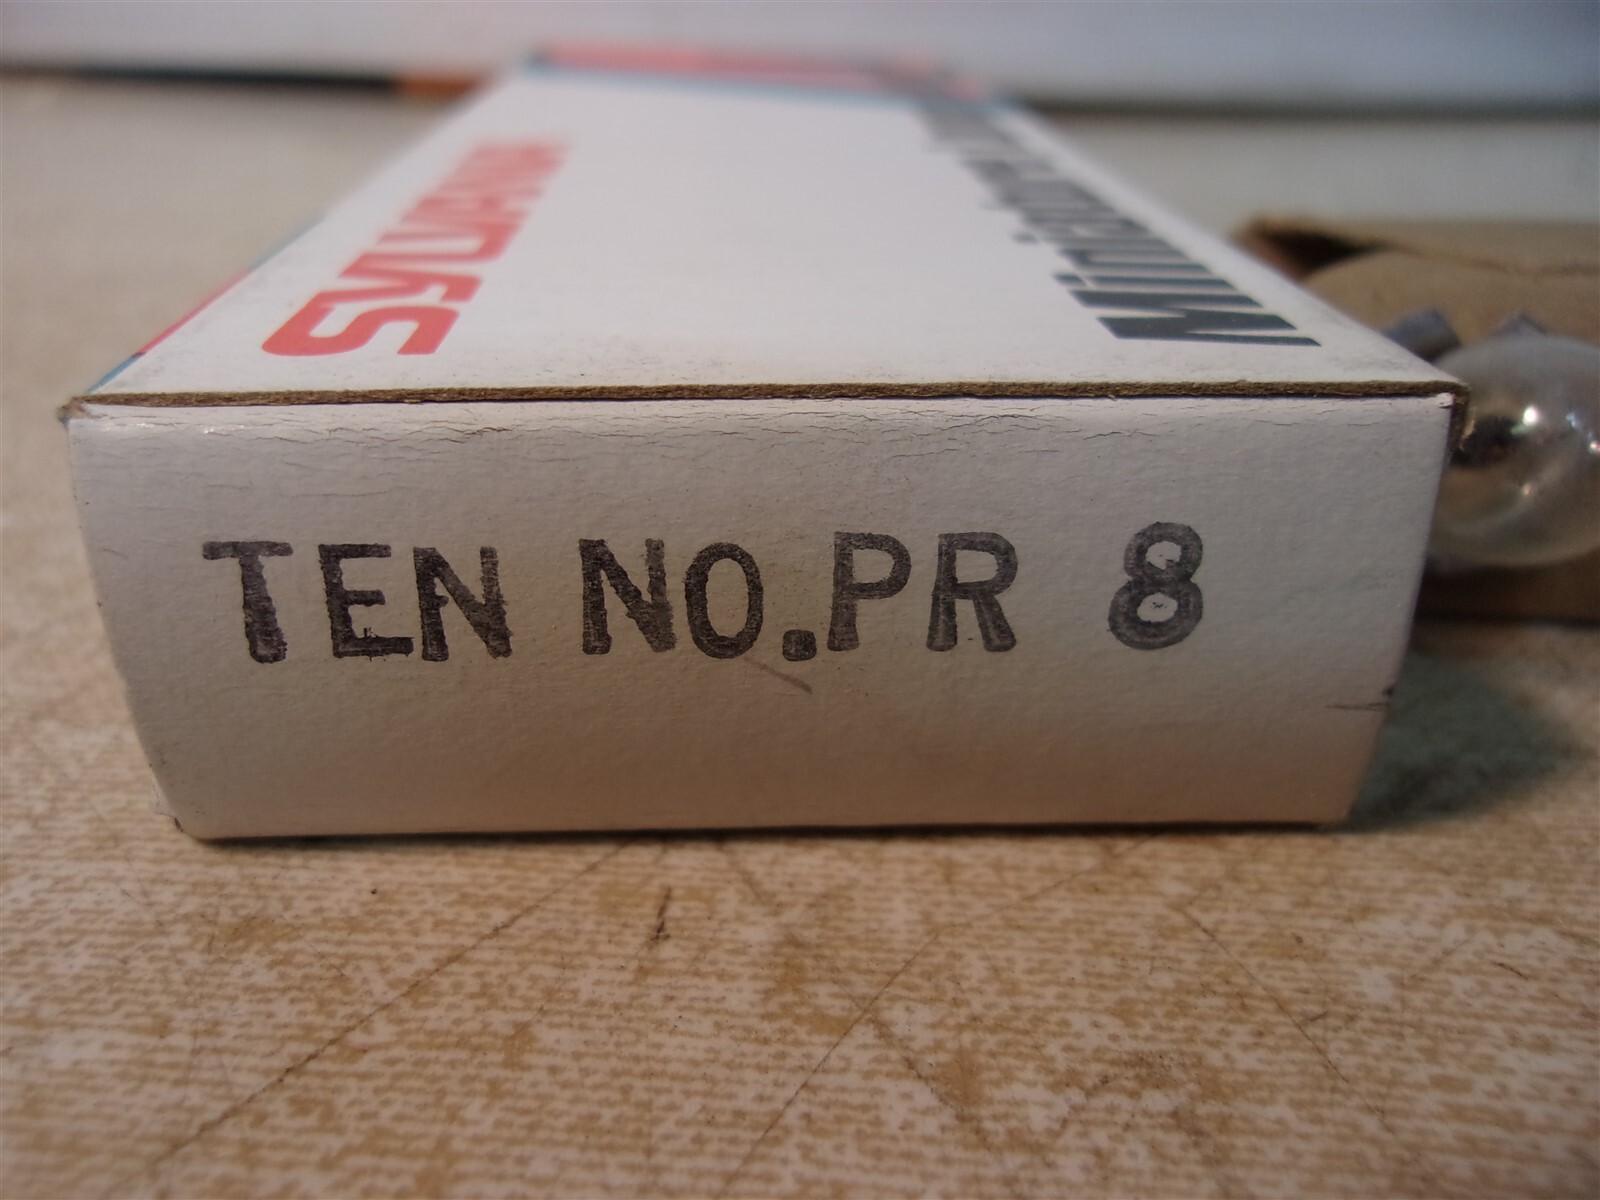 SYLVANIA
Miniature
TEN NO.PR 8